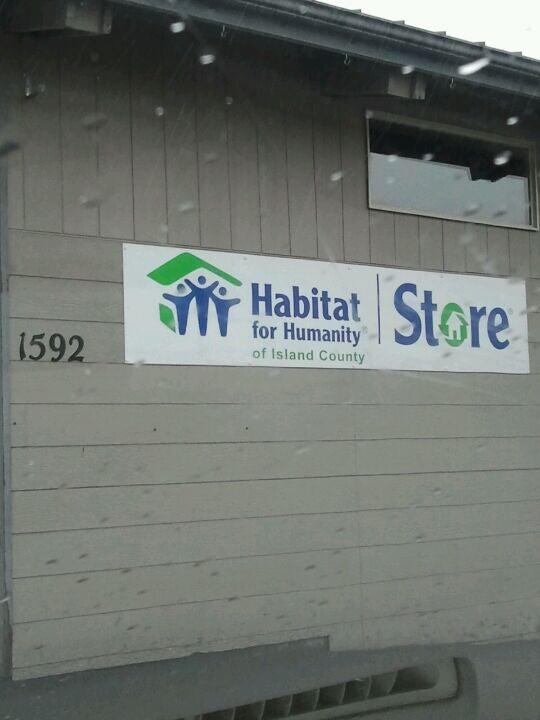 1592
Habitat
for Humanity®
of Island County
Store®